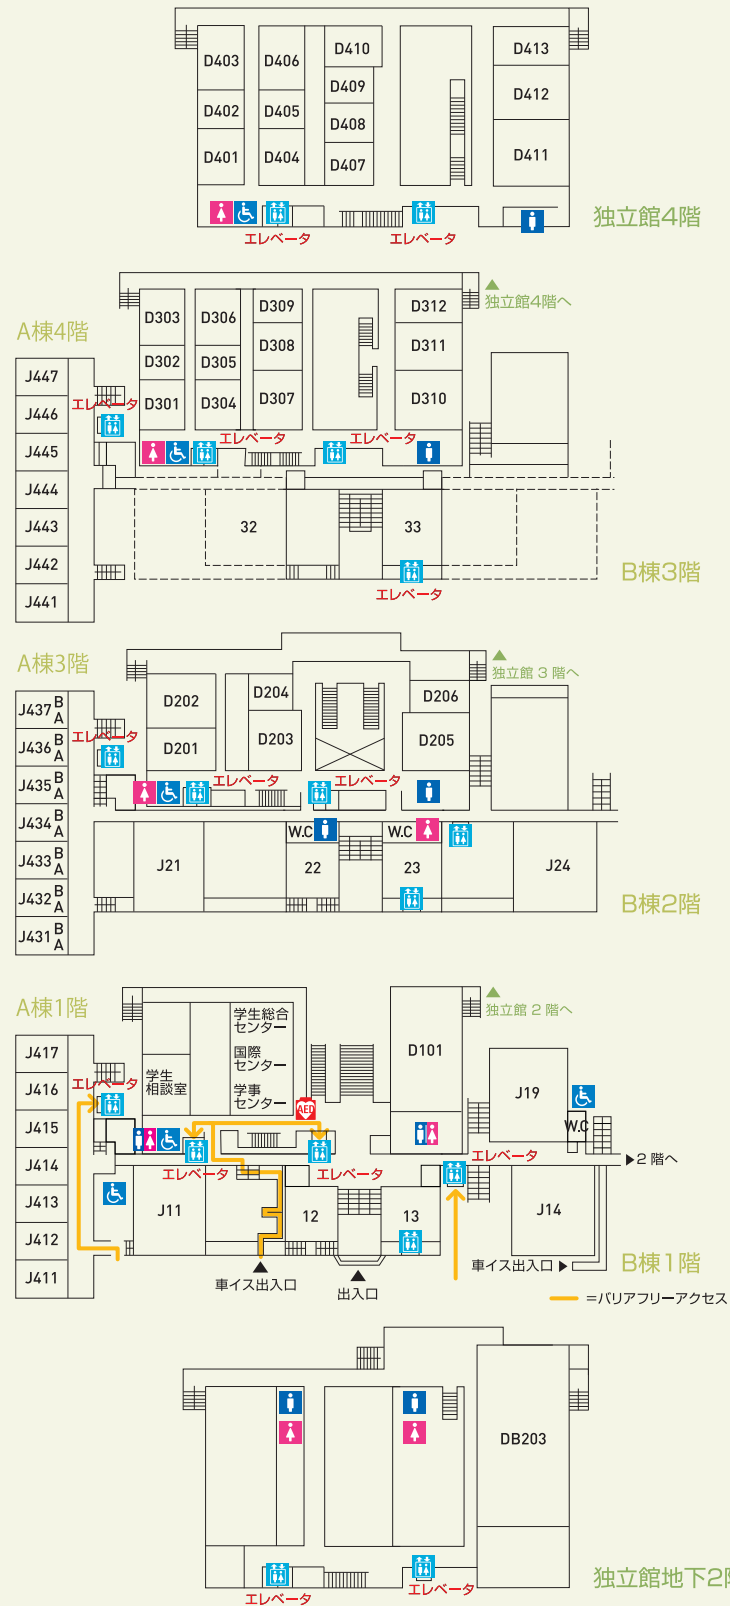 D403
D406
D410
D413
D409
D412
D402
D405
D408
D401
D404
D407
D411
エレベータ
エレベータ
独立館4階
独立館4階へ
A棟4階
D303
D306
D309
D312
D308
D311
D302
D305
D301
D304
D307
D310
J447
J446
J445
J444
J443
J442
J441
エレベータ
エレベータ
エレベータ
32
33
エレベータ
B棟3階
A棟3階
独立館 3 階へ
D202
D204
D206
D201
D203
D205
J437 B A
J436 B A
J435 B A
J434 B A
J433 B A
J432 B A
J431 B A
エレベータ
エレベータ
エレベータ
W.C
W.C
J21
22
23
J24
B棟2階
A棟1階
独立館 2 階へ
学生総合
センター
国際
センター
学事
センター
学生
相談室
D101
AED
J19
W.C
J417
J416
J415
J414
J413
J412
J411
エレベータ
エレベータ
エレベータ
エレベータ
2 階へ
J11
12
13
J14
車イス出入口
出入口
車イス出入口
B棟1階
=バリアフリーアクセス
DB203
エレベータ
エレベータ
独立館地下2階